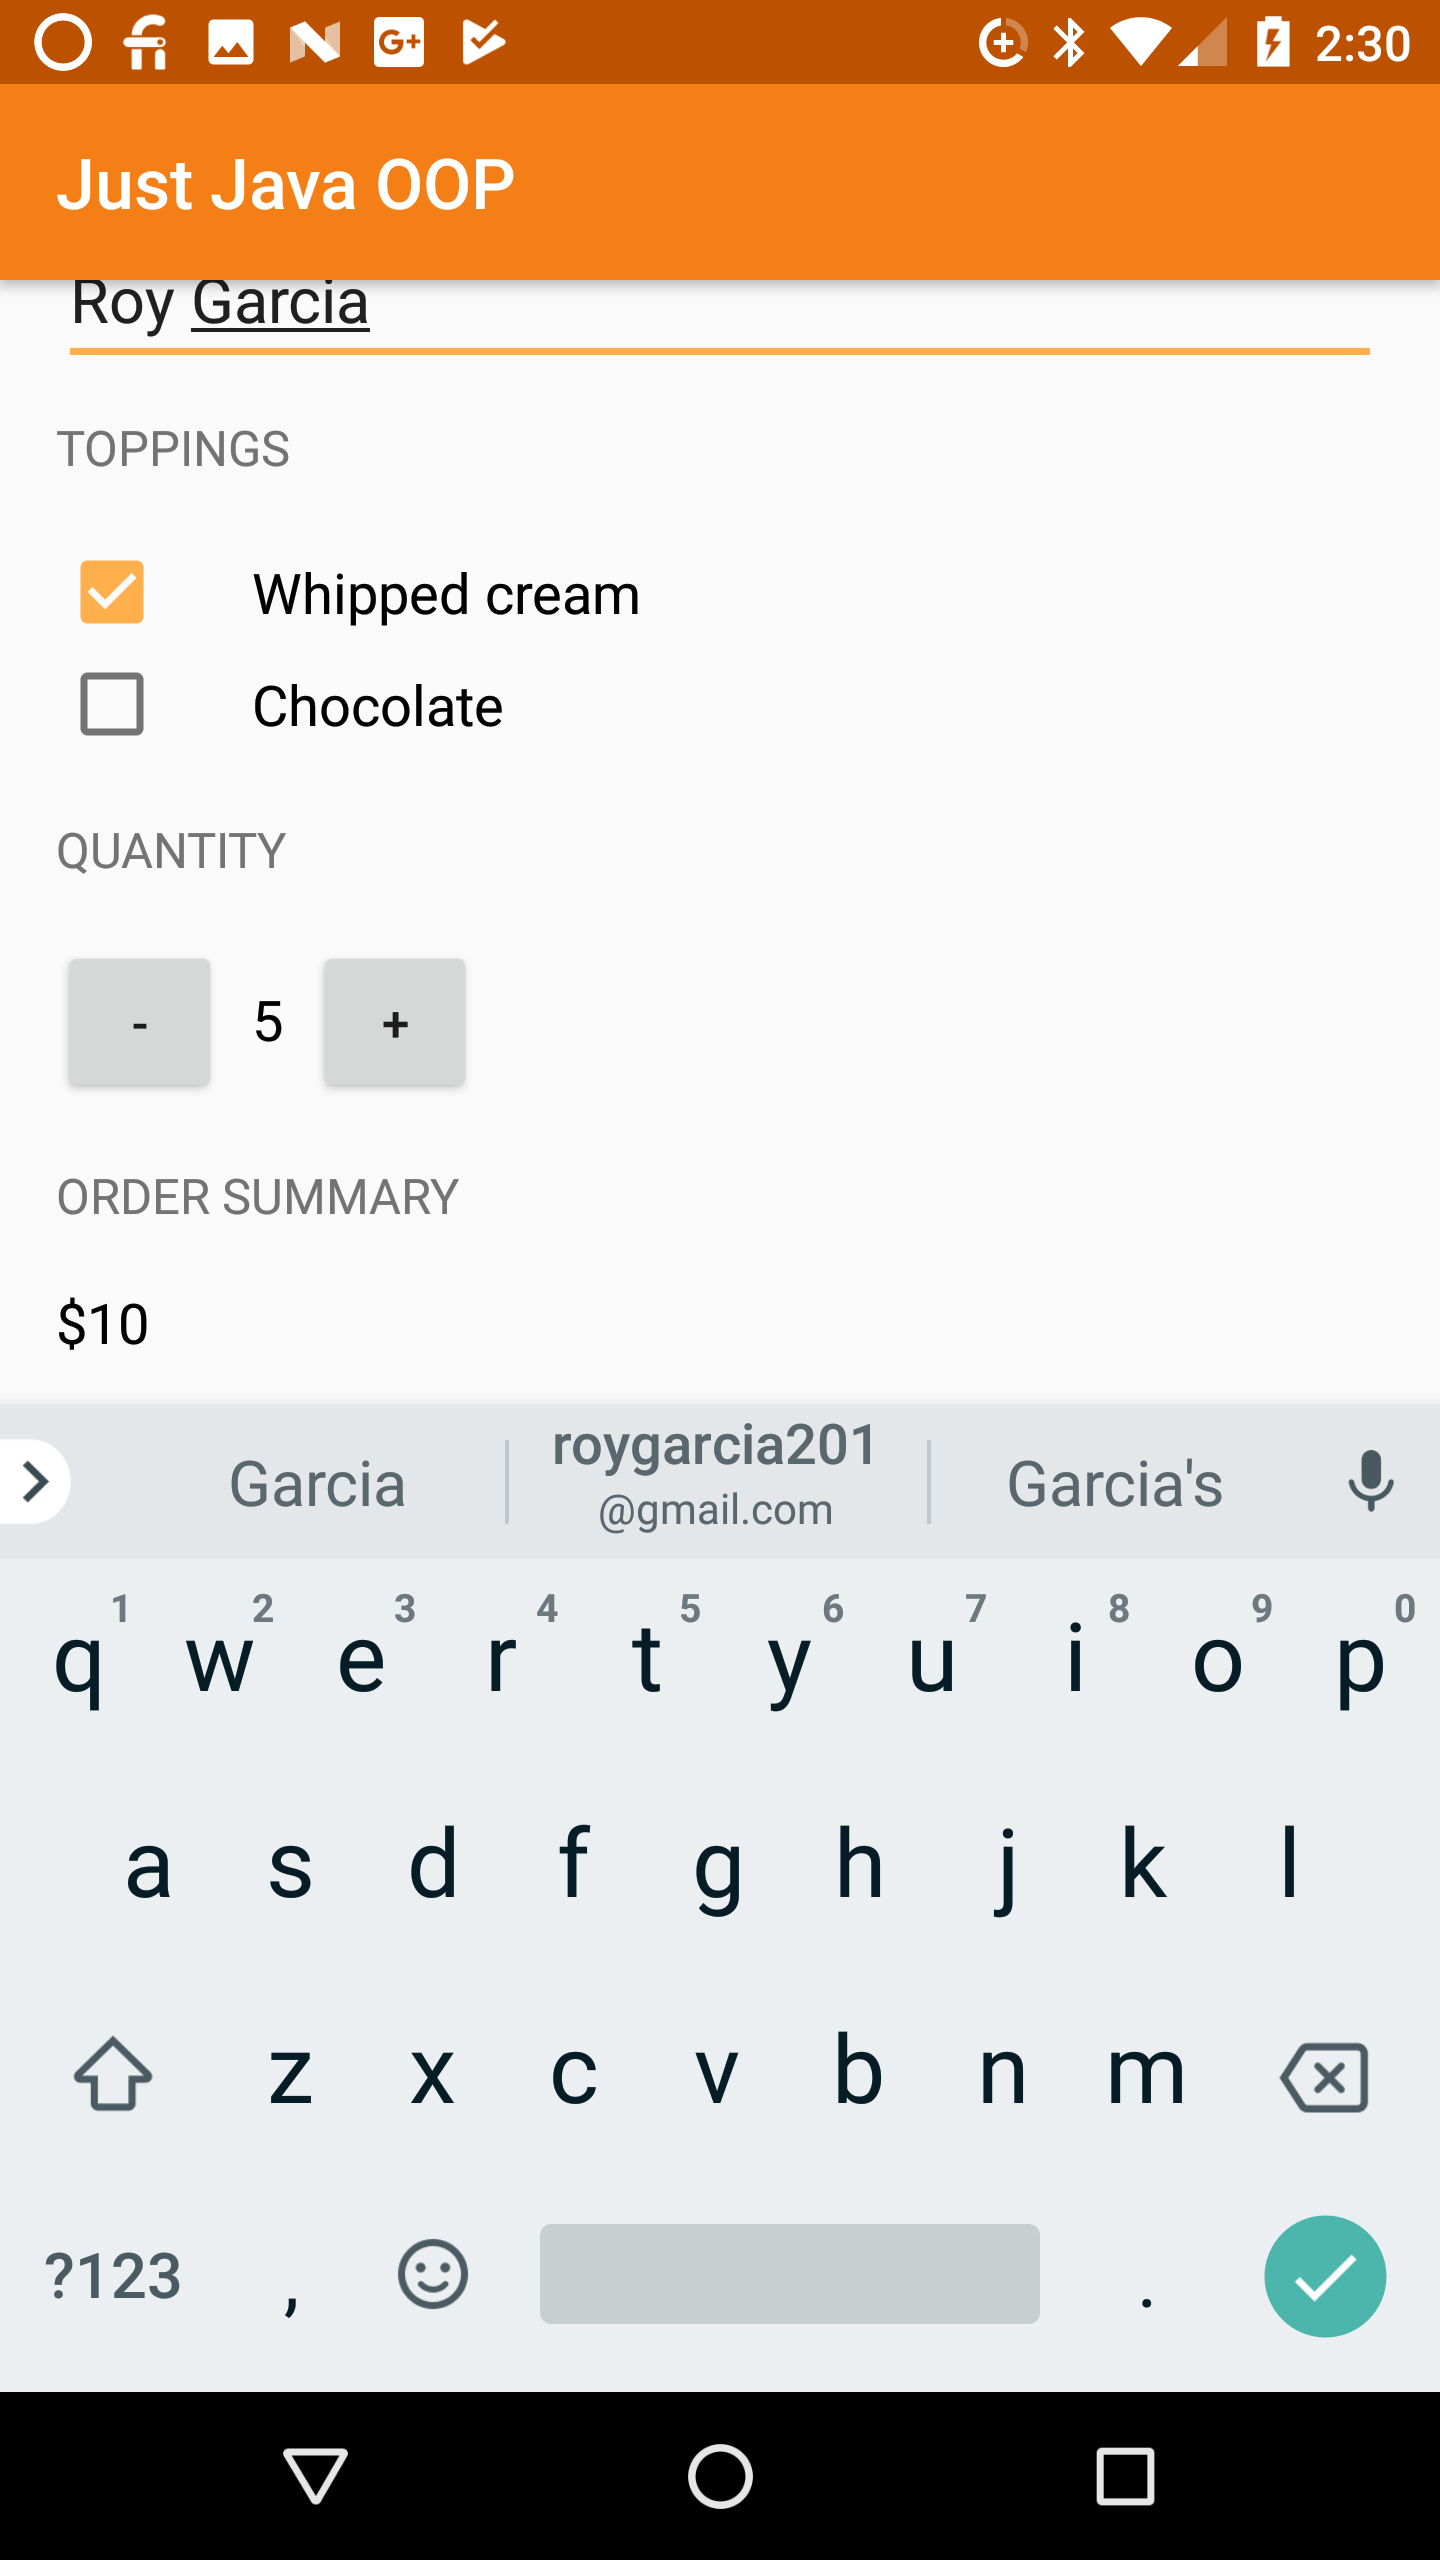 2:30
Just Java OOP
Roy Garcia
TOPPINGS
Whipped cream
Chocolate
QUANTITY
- 5 +
ORDER SUMMARY
$10
Garcia roygarcia201 @gmail.com Garcia's
1 2 3 4 5 6 7 8 9 0
q w e r t y u i o p
a s d f g h j k l
z x c v b n m
?123 , .